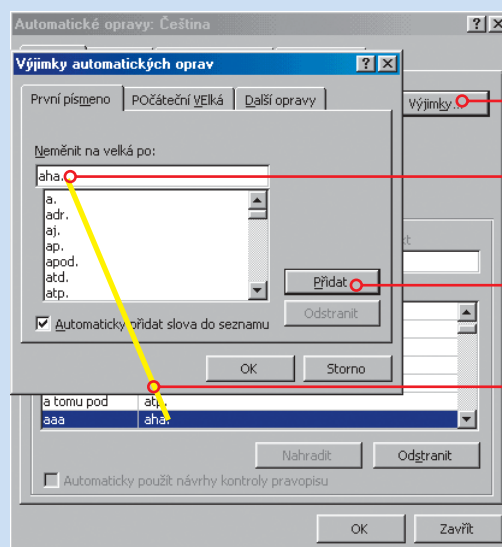 Automatické opravy: Čeština
Výjimky automatických oprav
První písmeno
POčáteční VElká
Další opravy
Výjimky...
Neměnit na velká po:
aha.
a.
adr.
aj.
ap.
apod.
atd.
atp.
Přidat
Odstranit
Automaticky přidat slova do seznamu
OK
Storno
a tomu pod
atp.
aaa
aha.
Nahradit
Odstranit
Automaticky použít návrhy kontroly pravopisu
OK
Zavřít